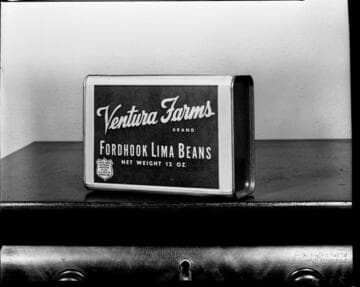 Ventura Farms
BRAND
FORDHOOK LIMA BEANS
NET WEIGHT 12 OZ.